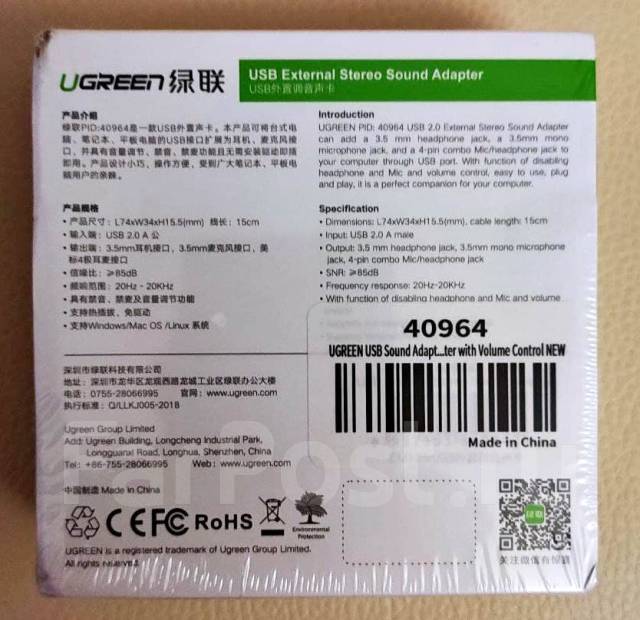 UGREEN 绿联
USB External Stereo Sound Adapter
USB外置调音声卡
产品介绍
绿联PID:40964是一款USB外置声卡。本产品可将台式电
脑、笔记本、平板电脑的USB接口扩展为耳机、麦克风接
口,并具有音量调节、禁音、禁麦功能且无需安装驱动即插
即用。产品设计小巧,操作方便,受到广大笔记本、平板电
脑用户的亲睐。
Introduction
UGREEN PID: 40964 USB 2.0 External Stereo Sound Adapter
can add a 3.5 mm headphone jack, a 3.5mm mono
microphone jack, and a 4-pin combo Mic/headphone jack to
your computer through USB port. With function of disabling
headphone and Mic and volume control, easy to use, plug
and play, it is a perfect companion for your computer.
产品规格
• 产品尺寸: L74xW34xH15.5(mm) 线长: 15cm
• 输入端: USB 2.0 A 公
• 输出端: 3.5mm耳机接口, 3.5mm麦克风接口, 美
标4极耳麦接口
• 信噪比: ≥85dB
• 频响范围: 20Hz - 20KHz
• 具有禁音、禁麦及音量调节功能
• 支持热插拔、免驱动
• 支持Windows/Mac OS /Linux 系统
Specification
• Dimensions: L74xW34xH15.5(mm), cable length: 15cm
• Input: USB 2.0 A male
• Output: 3.5 mm headphone jack, 3.5mm mono microphone
jack, 4-pin combo Mic/headphone jack
• SNR: ≥85dB
• Frequency response: 20Hz-20KHz
• With function of disabling headphone and Mic and volume
40964
UGREEN USB Sound Adapt...ter with Volume Control NEW
Made in China
深圳市绿联科技有限公司
地址: 深圳市龙华区龙观西路龙城工业区绿联办公大楼
电话: 0755-28066995 官网: www.ugreen.com
执行标准: Q/LLKJ005-2018
Ugreen Group Limited
Add: Ugreen Building, Longcheng Industrial Park,
Longguanxi Road, Longhua, Shenzhen, China
Tel: +86-755-28066995 Web: www.ugreen.com
中国制造 Made in China
CE FC RoHS
Environmental
Protection
UGREEN is a registered trademark of Ugreen Group Limited.
All rights reserved.
绿联
关注微信有绿豆